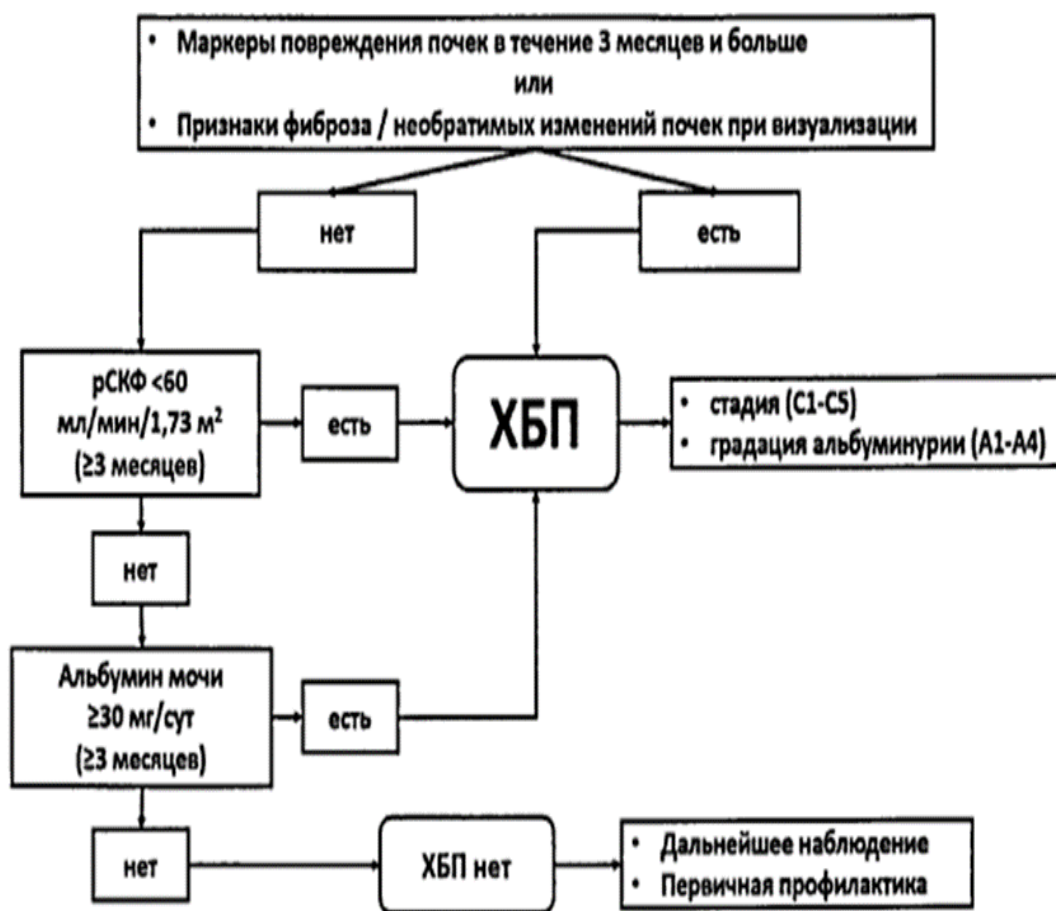 • Маркеры повреждения почек в течение 3 месяцев и больше
или
• Признаки фиброза / необратимых изменений почек при визуализации
нет
есть
рСКФ <60
мл/мин/1,73 м²
(≥3 месяцев)
есть
ХБП
• стадия (С1-С5)
• градация альбуминурии (А1-А4)
нет
Альбумин мочи
≥30 мг/сут
(≥3 месяцев)
есть
нет
ХБП нет
• Дальнейшее наблюдение
• Первичная профилактика